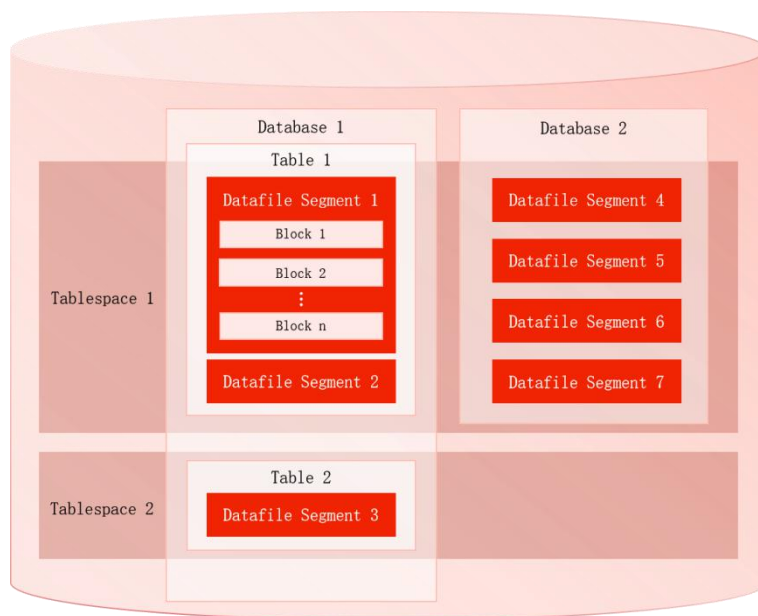 Database 1
Table 1
Datafile Segment 1
Block 1
Block 2
Block n
Datafile Segment 2
Database 2
Datafile Segment 4
Datafile Segment 5
Datafile Segment 6
Datafile Segment 7
Tablespace 1
Table 2
Datafile Segment 3
Tablespace 2